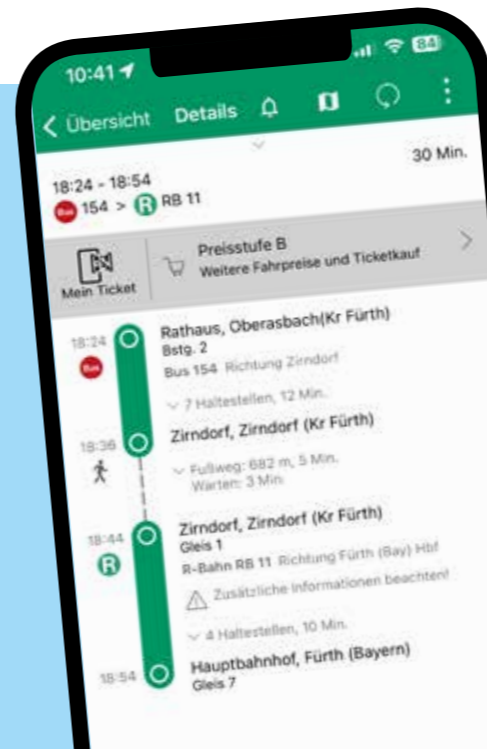 10:41
84
Übersicht Details
18:24 - 18:54
30 Min.
Bus 154 > R RB 11
Mein Ticket
Preisstufe B
Weitere Fahrpreise und Ticketkauf
18:24
Rathaus, Oberasbach(Kr Fürth)
Bstg. 2
Bus
Bus 154 Richtung Zirndorf
7 Haltestellen, 12 Min.
18:36
Zirndorf, Zirndorf (Kr Fürth)
Fußweg: 682 m, 5 Min.
Warten: 3 Min.
18:44
Zirndorf, Zirndorf (Kr Fürth)
Gleis 1
R
R-Bahn RB 11 Richtung Fürth (Bay) Hbf
Zusätzliche Informationen beachten!
4 Haltestellen, 10 Min.
18:54
Hauptbahnhof, Fürth (Bayern)
Gleis 7